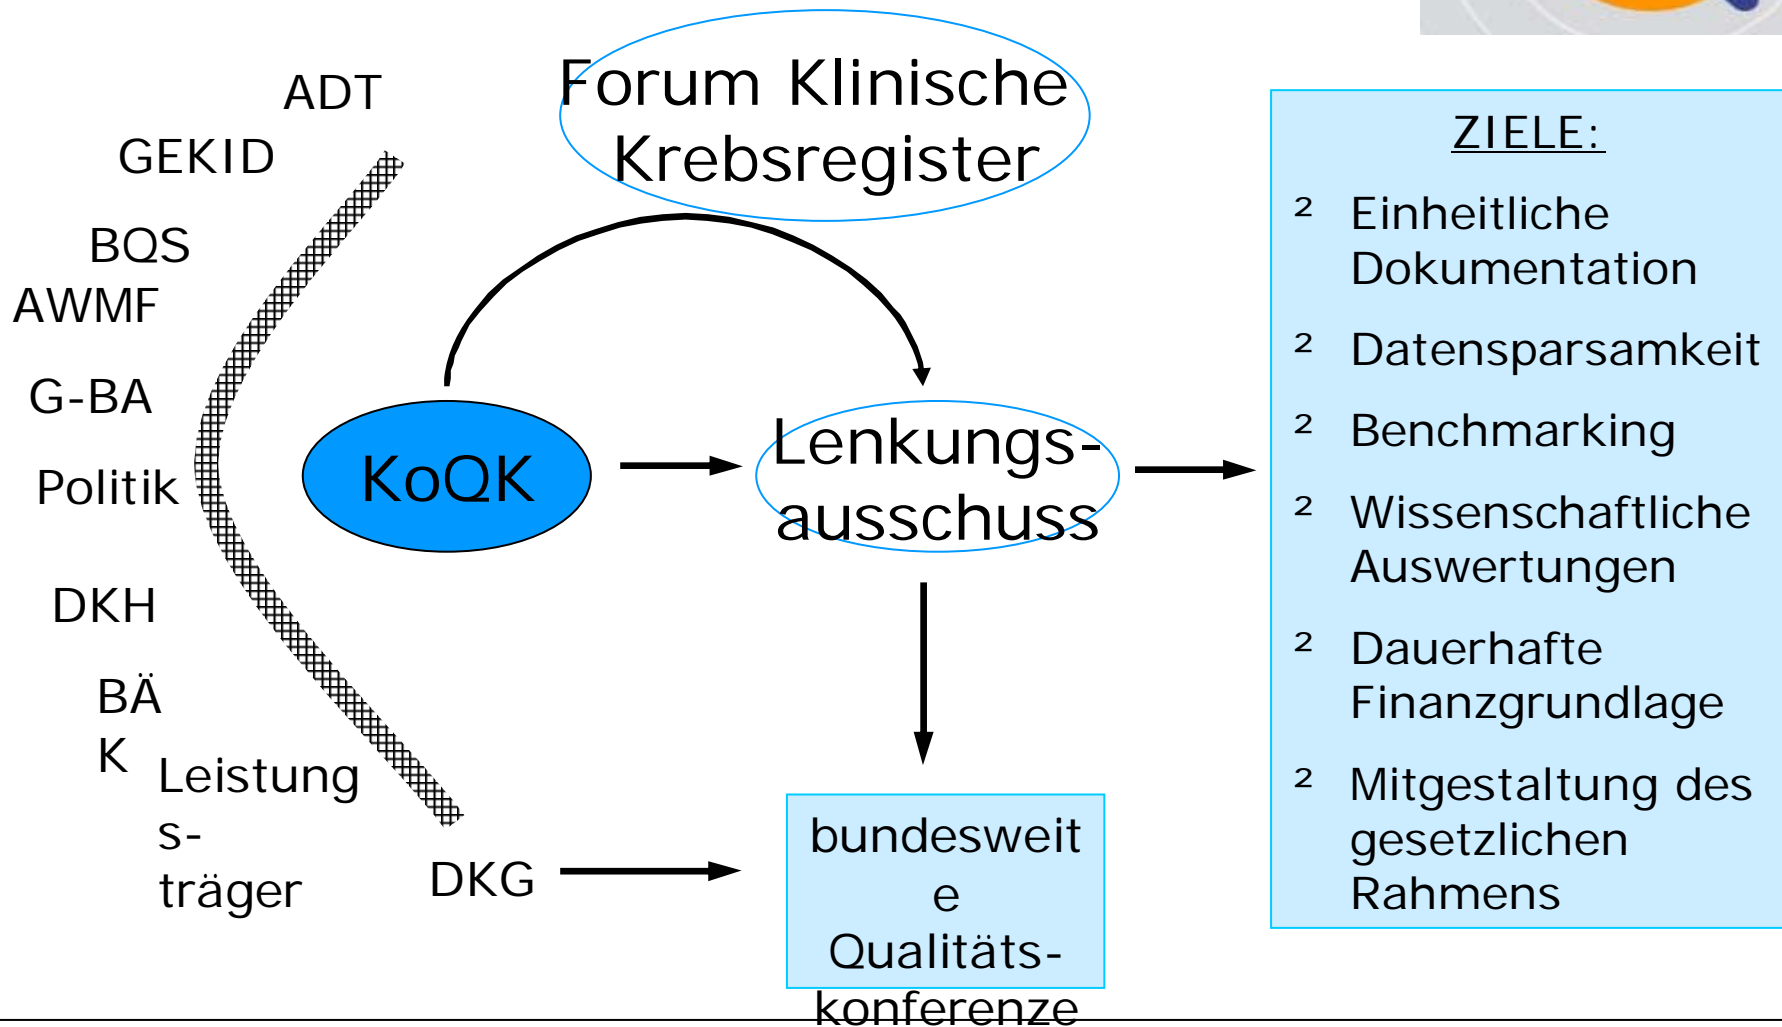 ADT
GEKID
BQS
AWMF
G-BA
Politik
DKH
BÄ
K
Leistung
s-
träger
DKG
Forum Klinische
Krebsregister
KoQK
Lenkungs-
ausschuss
bundesweit
e
Qualitäts-
konferenze
ZIELE:
² Einheitliche
Dokumentation
² Datensparsamkeit
² Benchmarking
² Wissenschaftliche
Auswertungen
² Dauerhafte
Finanzgrundlage
² Mitgestaltung des
gesetzlichen
Rahmens